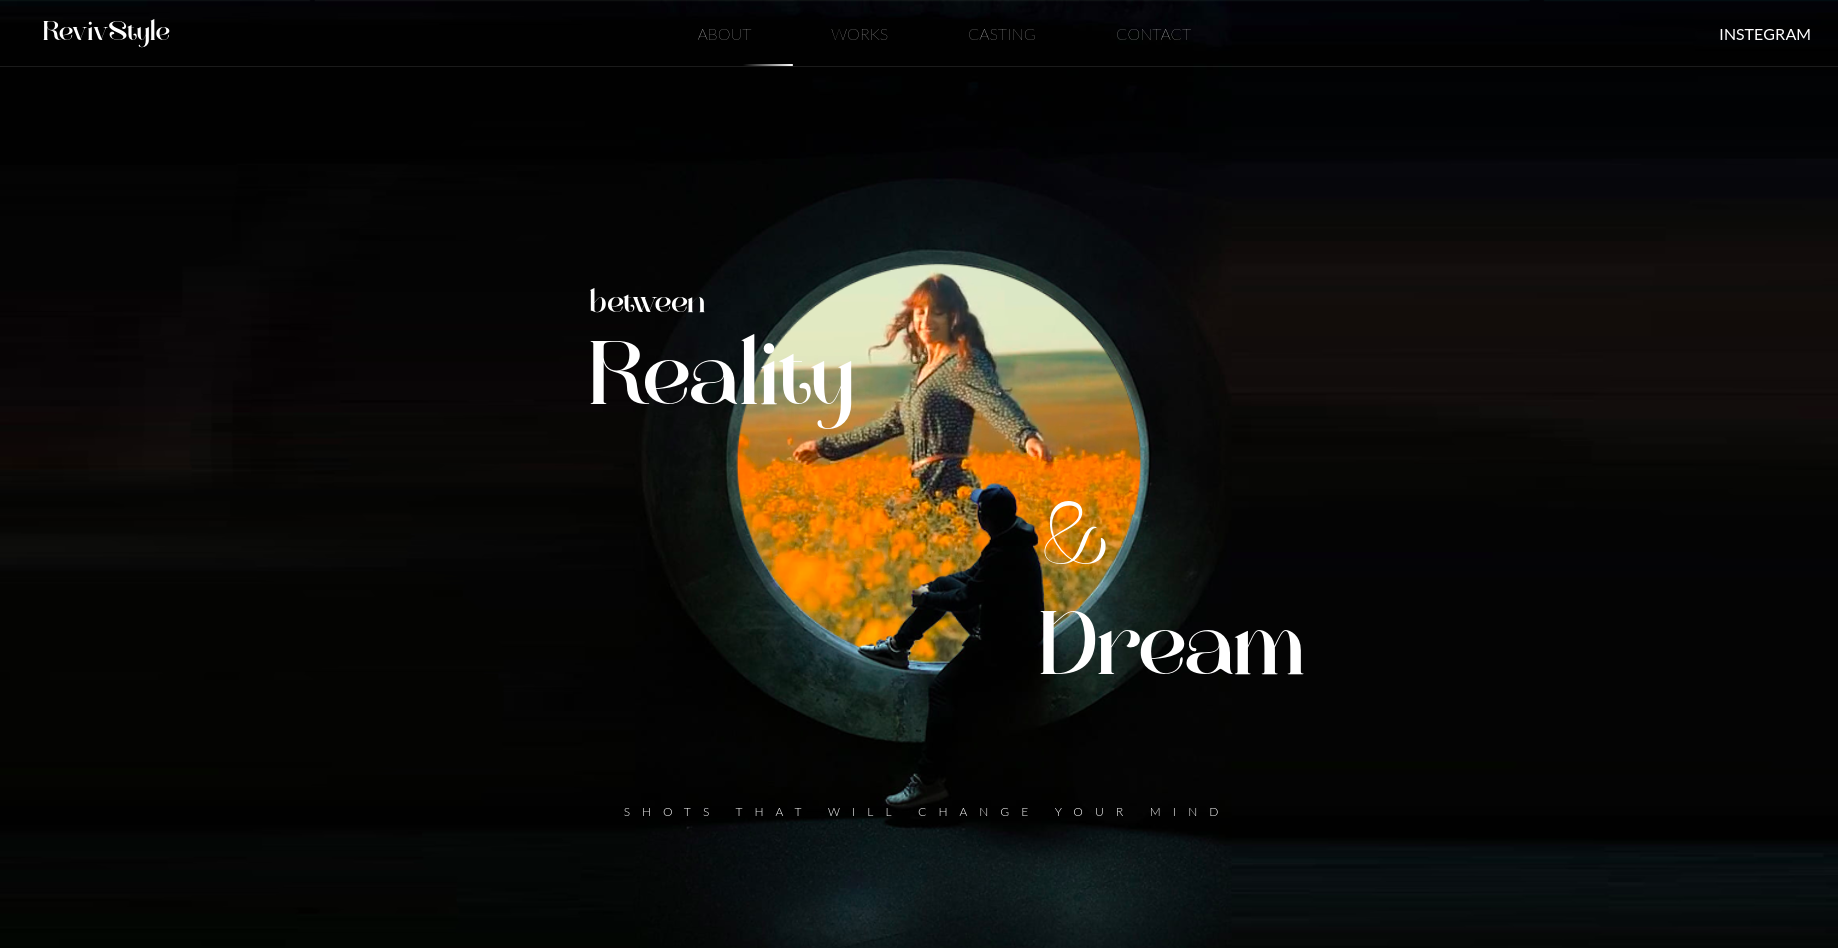 RevivStyle
ABOUT WORKS CASTING CONTACT
INSTEGRAM
between
Reality
&
Dream
SHOTS THAT WILL CHANGE YOUR MIND